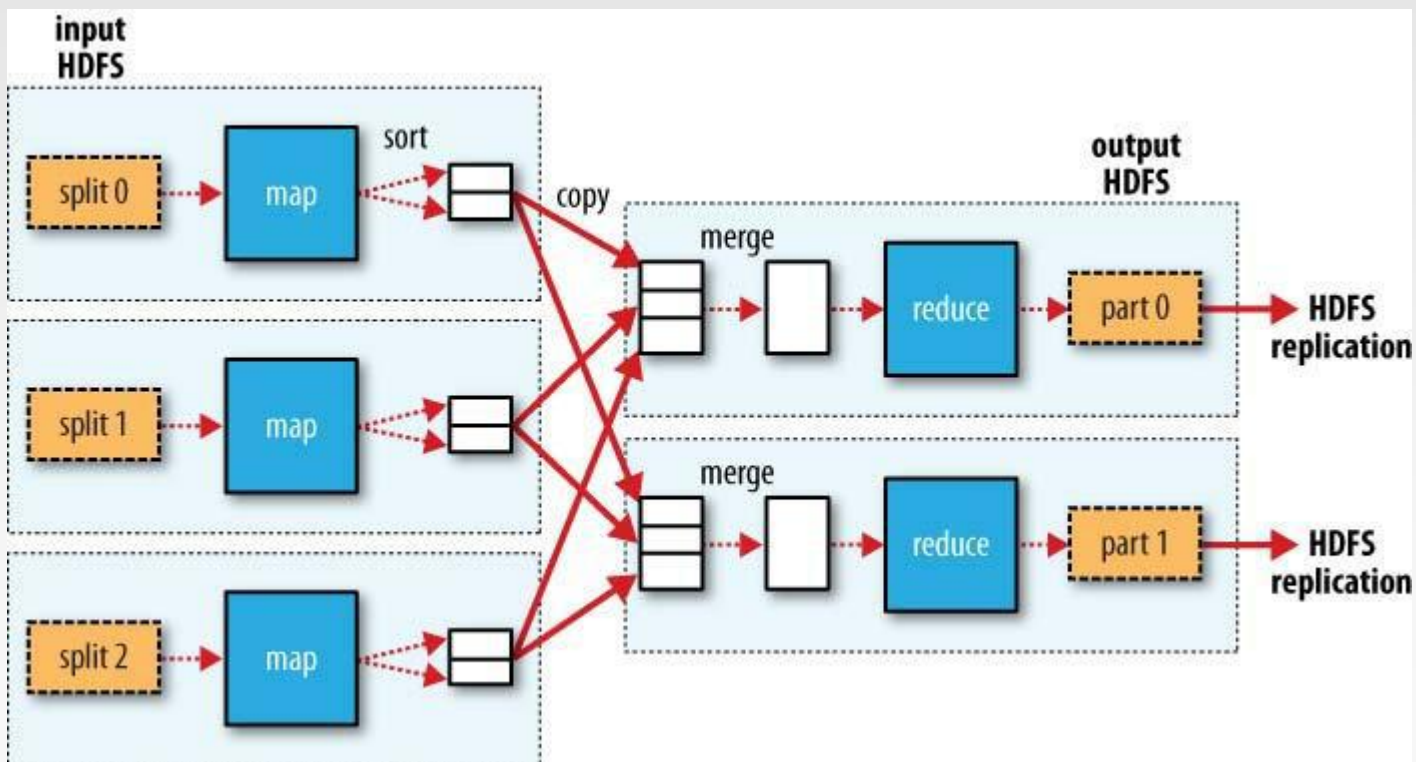 input
HDFS
split 0
map
sort
copy
split 1
map
split 2
map
output
HDFS
merge
reduce
part 0
HDFS
replication
merge
reduce
part 1
HDFS
replication